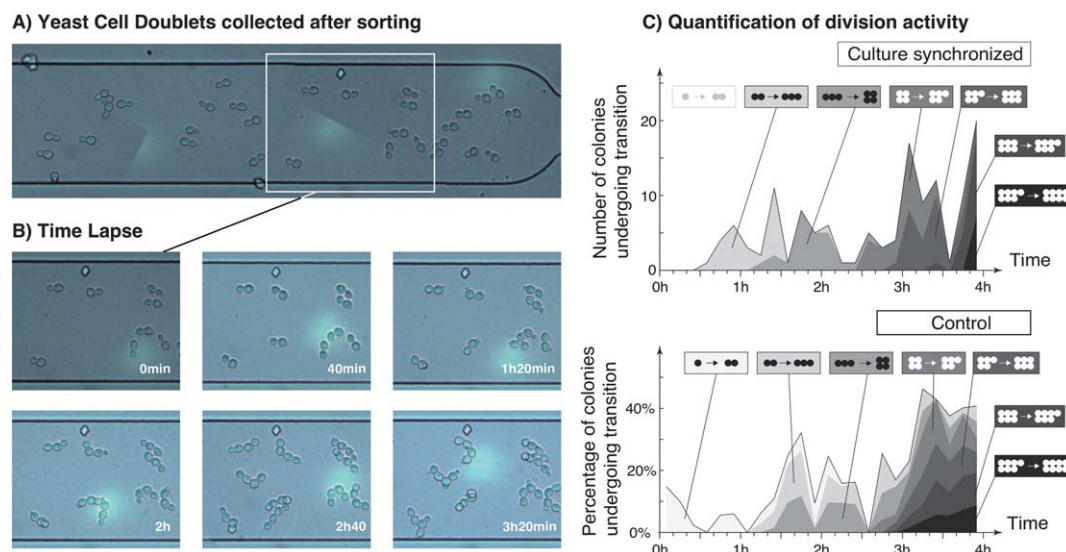 A) Yeast Cell Doublets collected after sorting
B) Time Lapse
0min
40min
1h20min
2h
2h40
3h20min
C) Quantification of division activity
Culture synchronized
Number of colonies
undergoing transition
20
10
0
0h
1h
2h
3h
4h
Time
Control
Percentage of colonies
undergoing transition
40%
20%
0%
0h
1h
2h
3h
4h
Time